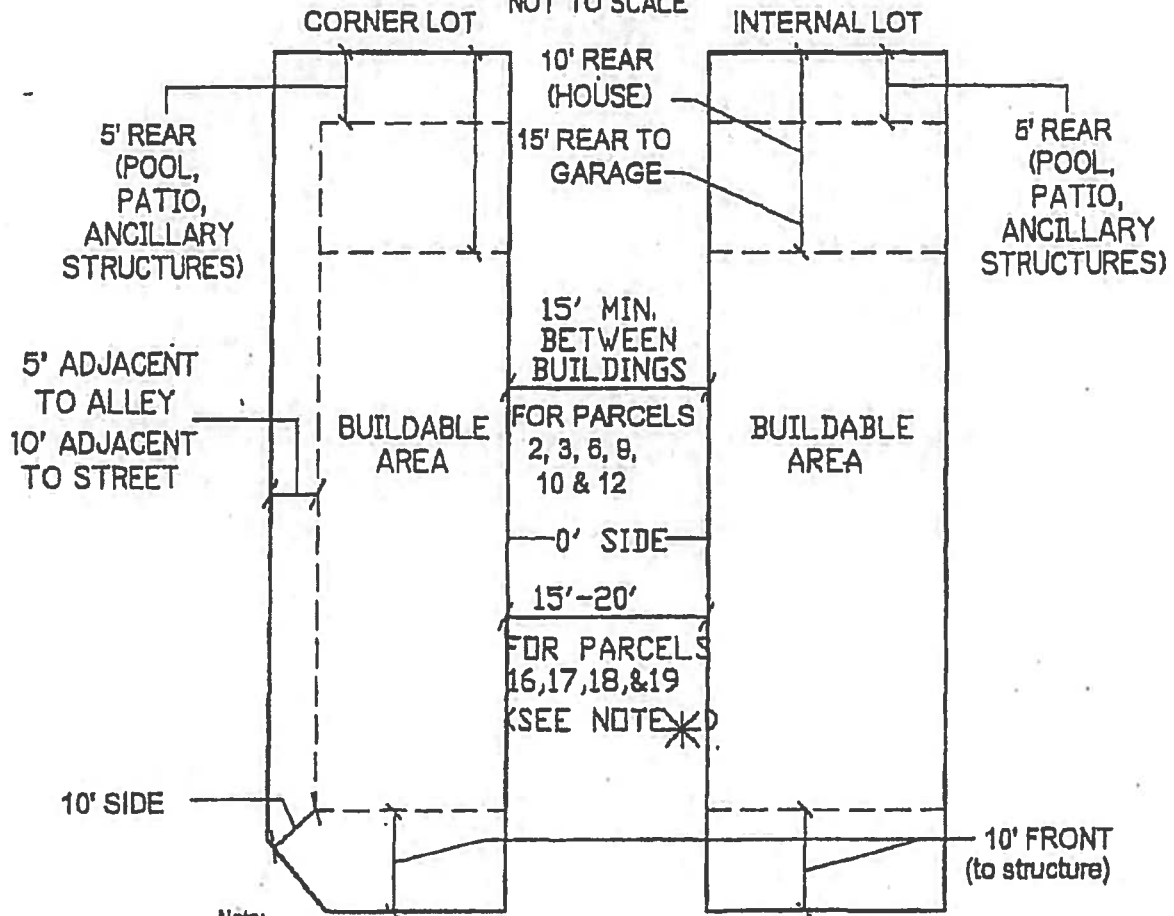 NOT TO SCALE
CORNER LOT
INTERNAL LOT
10' REAR
(HOUSE)
15' REAR TO
GARAGE
5' REAR
(POOL,
PATIO,
ANCILLARY
STRUCTURES)
5' REAR
(POOL,
PATIO,
ANCILLARY
STRUCTURES)
15' MIN.
BETWEEN
BUILDINGS
5' ADJACENT
TO ALLEY
10' ADJACENT
TO STREET
BUILDABLE
AREA
FOR PARCELS
2, 3, 6, 9,
10 & 12
BUILDABLE
AREA
0' SIDE
15'-20'
FOR PARCELS
16,17,18,&19
(SEE NOTE*)
10' SIDE
10' FRONT
(to structure)
Note: